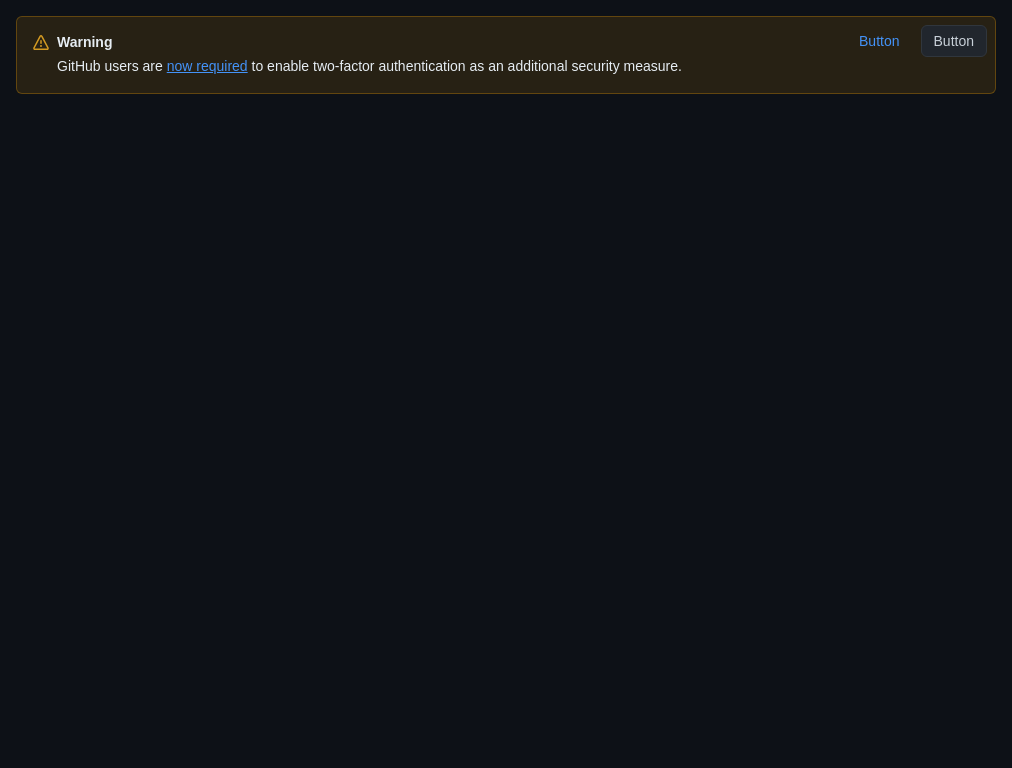 Warning
GitHub users are now required to enable two-factor authentication as an additional security measure.
Button
Button